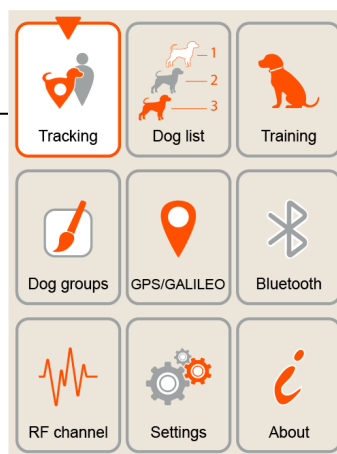 1
2
3
Tracking
Dog list
Training
Dog groups
GPS/GALILEO
Bluetooth
RF channel
Settings
About